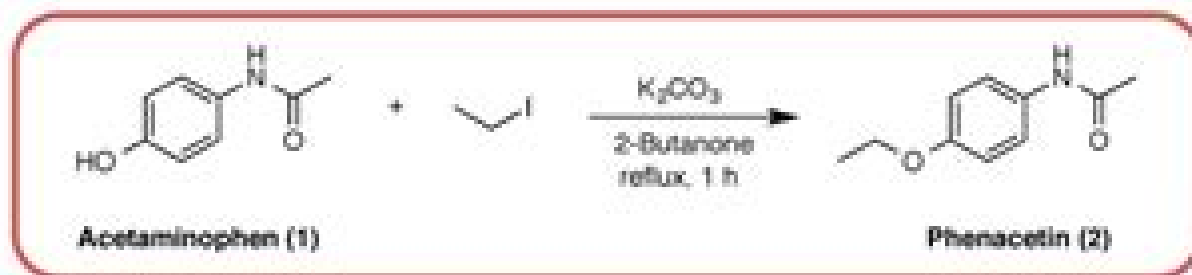 H
N
O
HO
+
I
K₂CO₃
2-Butanone
reflux, 1 h
H
N
O
O
Acetaminophen (1)
Phenacetin (2)